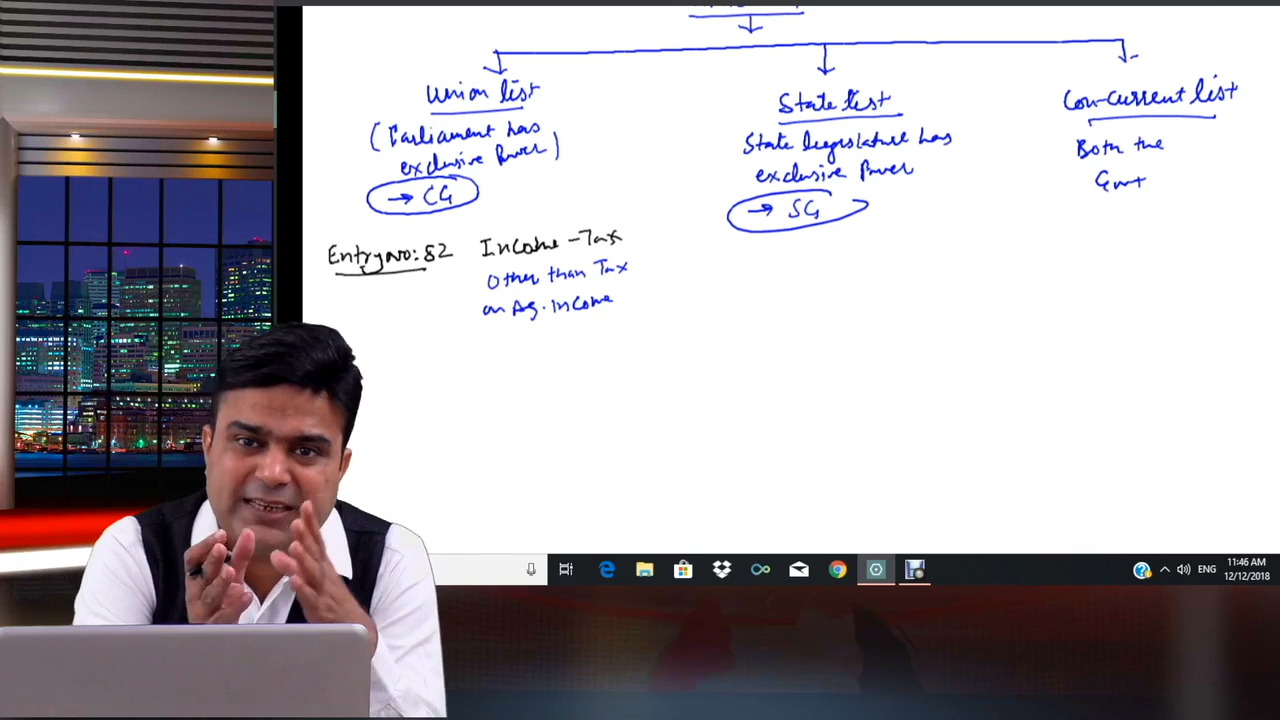 Union list
(Parliament has
exclusive Power)
→ CG
State list
State legislature has
exclusive Power
→ SG
Con-current list
Both the
Govt
Entry no: 82 Income-Tax
Other than Tax
on Ag. income
ENG
11:46 AM
12/12/2018